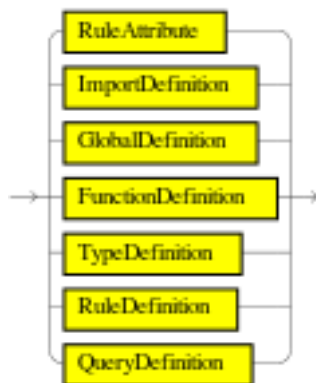 RuleAttribute
ImportDefinition
GlobalDefinition
FunctionDefinition
TypeDefinition
RuleDefinition
QueryDefinition